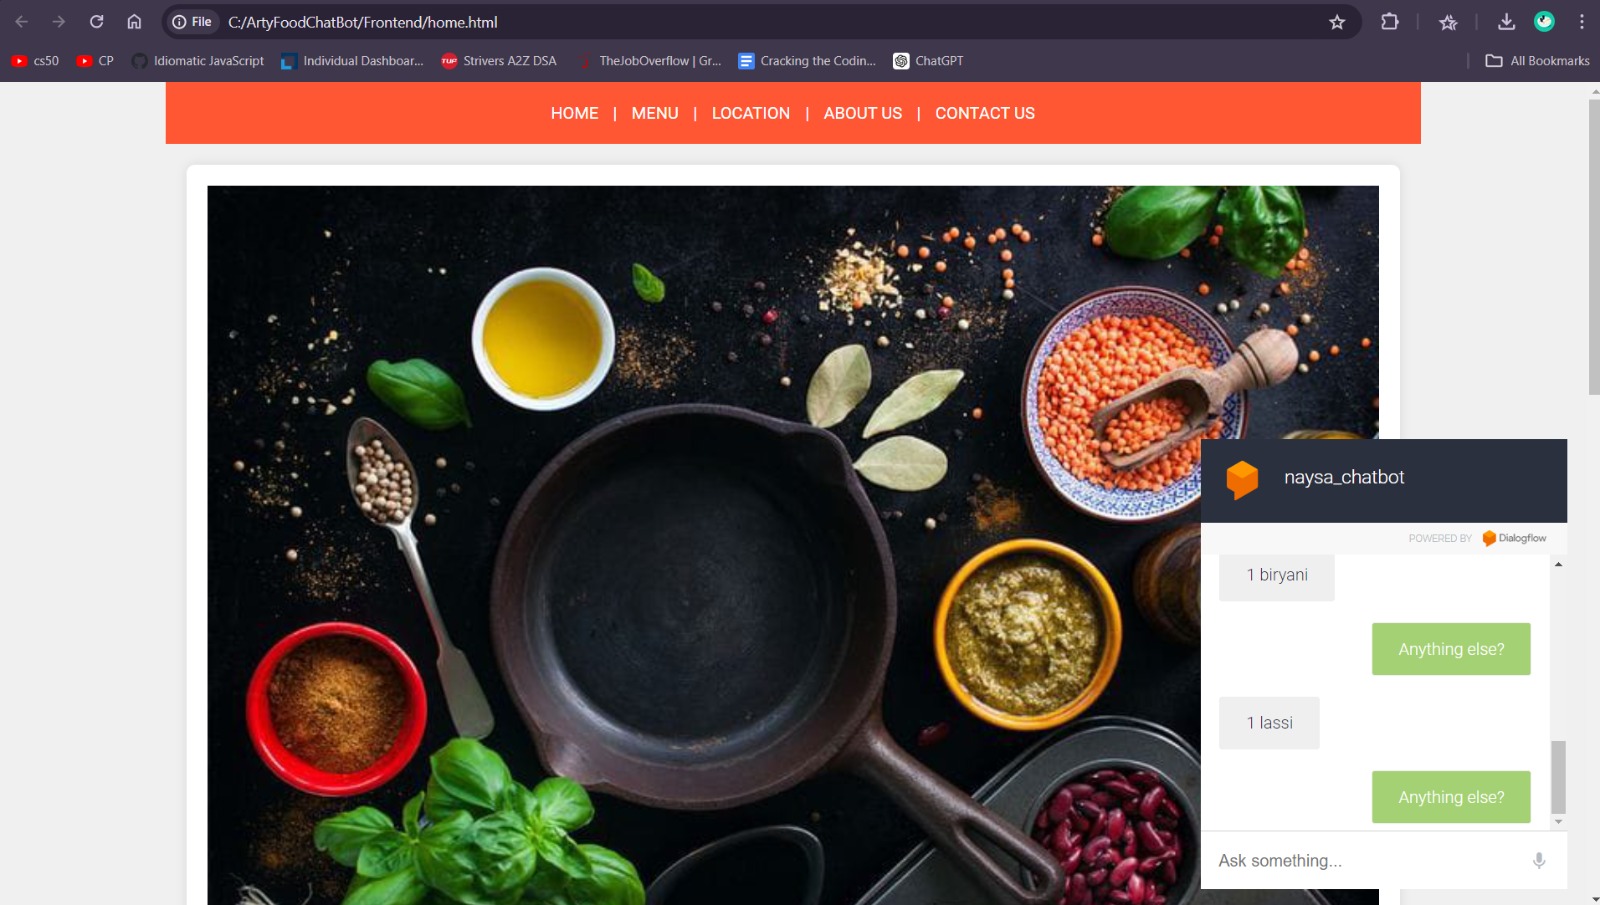 File C:/ArtyFoodChatBot/Frontend/home.html
cs50 CP Idiomatic JavaScript Individual Dashboar... TUF Strivers A2Z DSA TheJobOverflow | Gr... Cracking the Codin... ChatGPT All Bookmarks
HOME | MENU | LOCATION | ABOUT US | CONTACT US
naysa_chatbot
POWERED BY Dialogflow
1 biryani
Anything else?
1 lassi
Anything else?
Ask something...